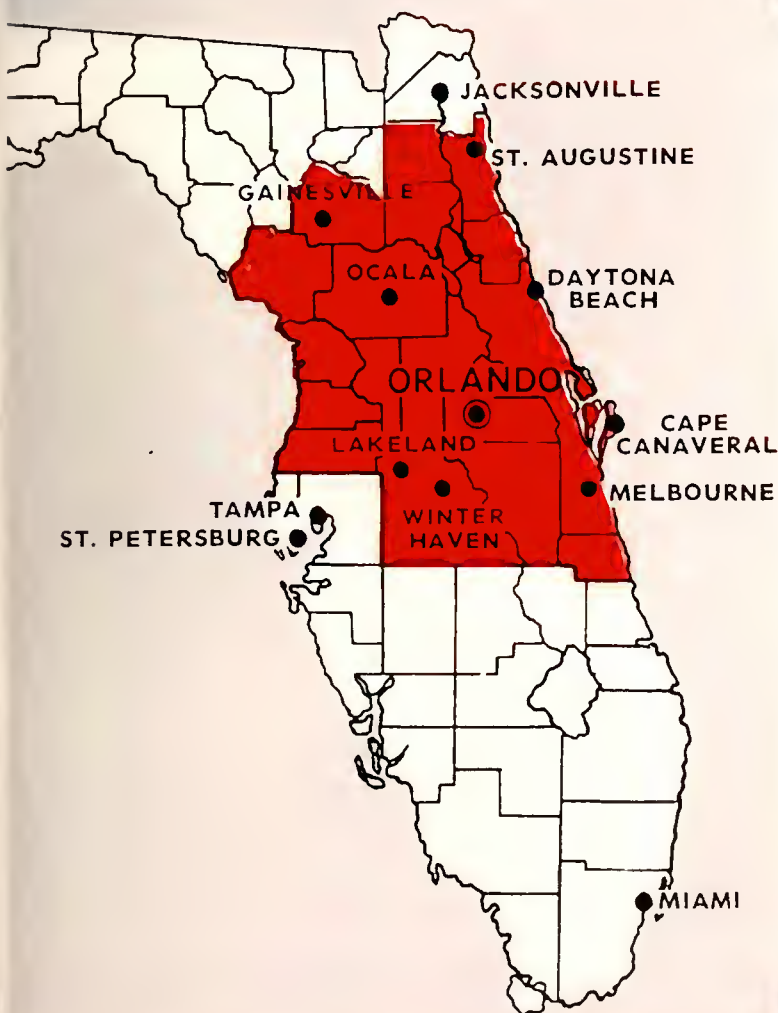 JACKSONVILLE
ST. AUGUSTINE
GAINESVILLE
OCALA
DAYTONA
BEACH
ORLANDO
CAPE
CANAVERAL
LAKELAND
MELBOURNE
TAMPA
WINTER
HAVEN
ST. PETERSBURG
MIAMI